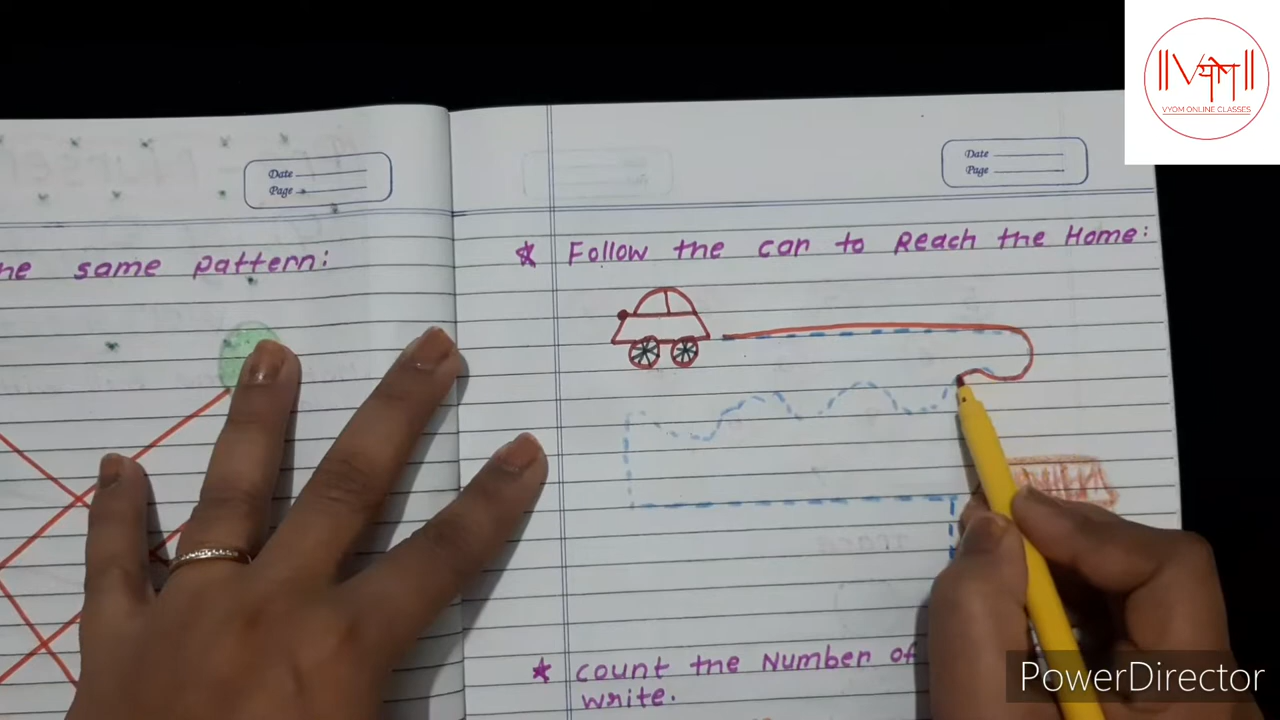 ||Vयोम||
VYOM ONLINE CLASSES
Date
Page
Date
Page
same pattern:
☆ Follow the car to Reach the Home:
★ count the Number of
write.
PowerDirector